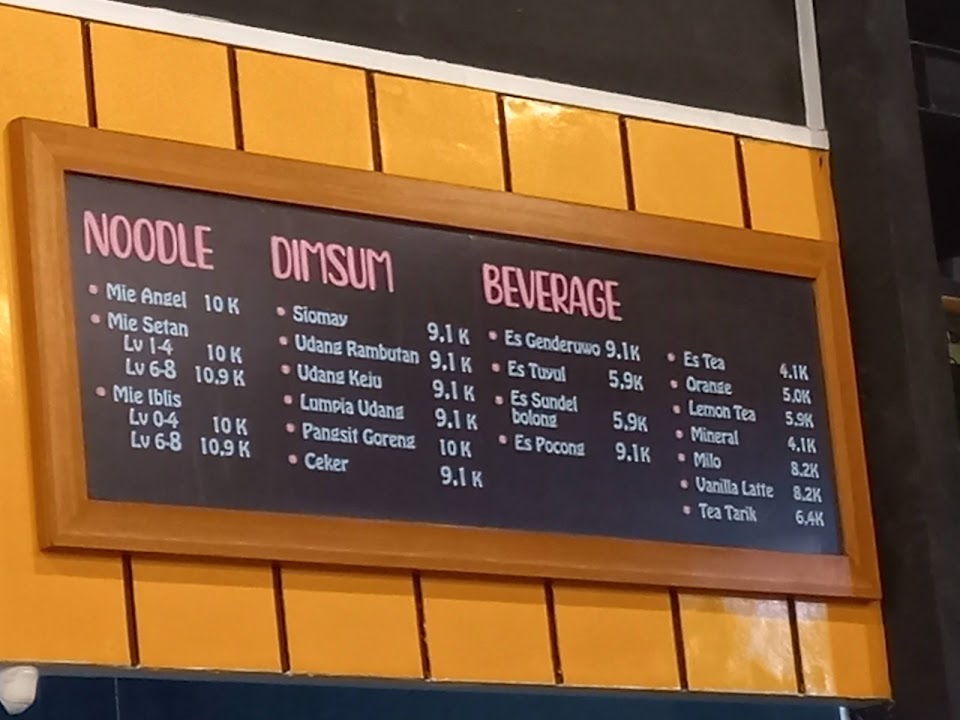 NOODLE
• Mie Angel 10 K
• Mie Setan
Lv 1-4 10 K
Lv 6-8 10.9 K
• Mie Iblis
Lv 0-4 10 K
Lv 6-8 10.9 K
DIMSUM
• Siomay 9.1 K
• Udang Rambutan 9.1 K
• Udang Keju 9.1 K
• Lumpia Udang 9.1 K
• Pangsit Goreng 10 K
• Ceker 9.1 K
BEVERAGE
• Es Genderuwo 9.1K
• Es Tuyul 5,9K
• Es Sundel
bolong 5,9K
• Es Pocong 9.1K
• Es Tea 4.1K
• Orange 5.0K
• Lemon Tea 5.9K
• Mineral 4.1K
• Milo 8.2K
• Vanilla Latte 8.2K
• Tea Tarik 6.4K